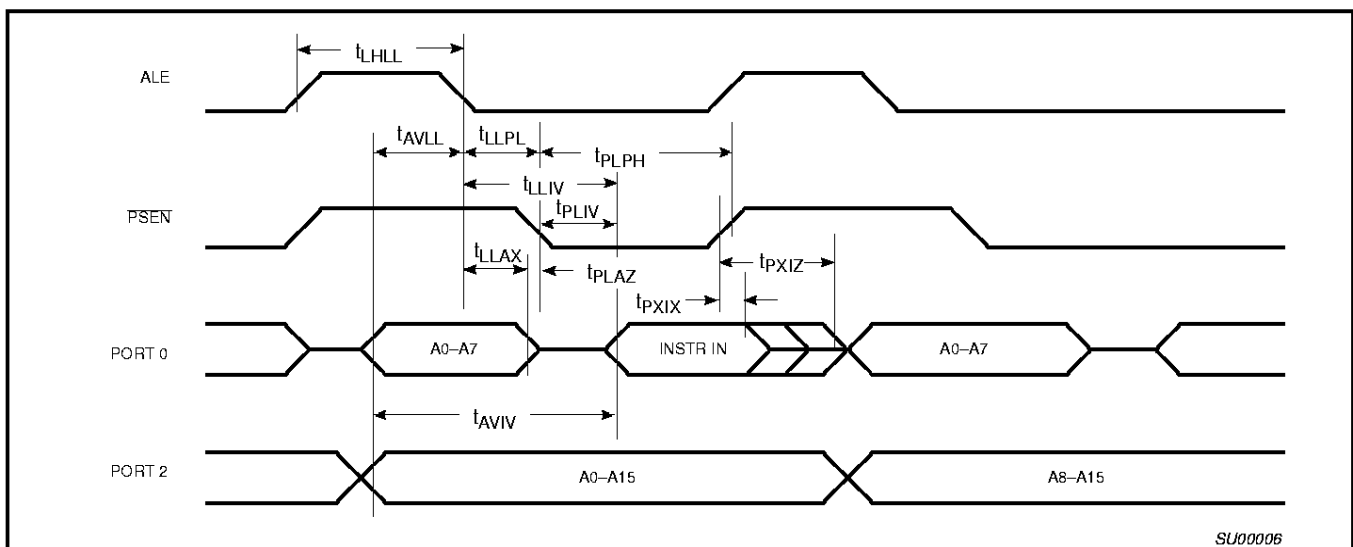 tLHLL
ALE
tAVLL tLLPL tPLPH
tLLIV
PSEN
tPLIV
tLLAX tPLAZ tPXIZ
tPXIX
PORT 0 A0–A7 INSTR IN A0–A7
tAVIV
PORT 2 A0–A15 A8–A15
SU00006